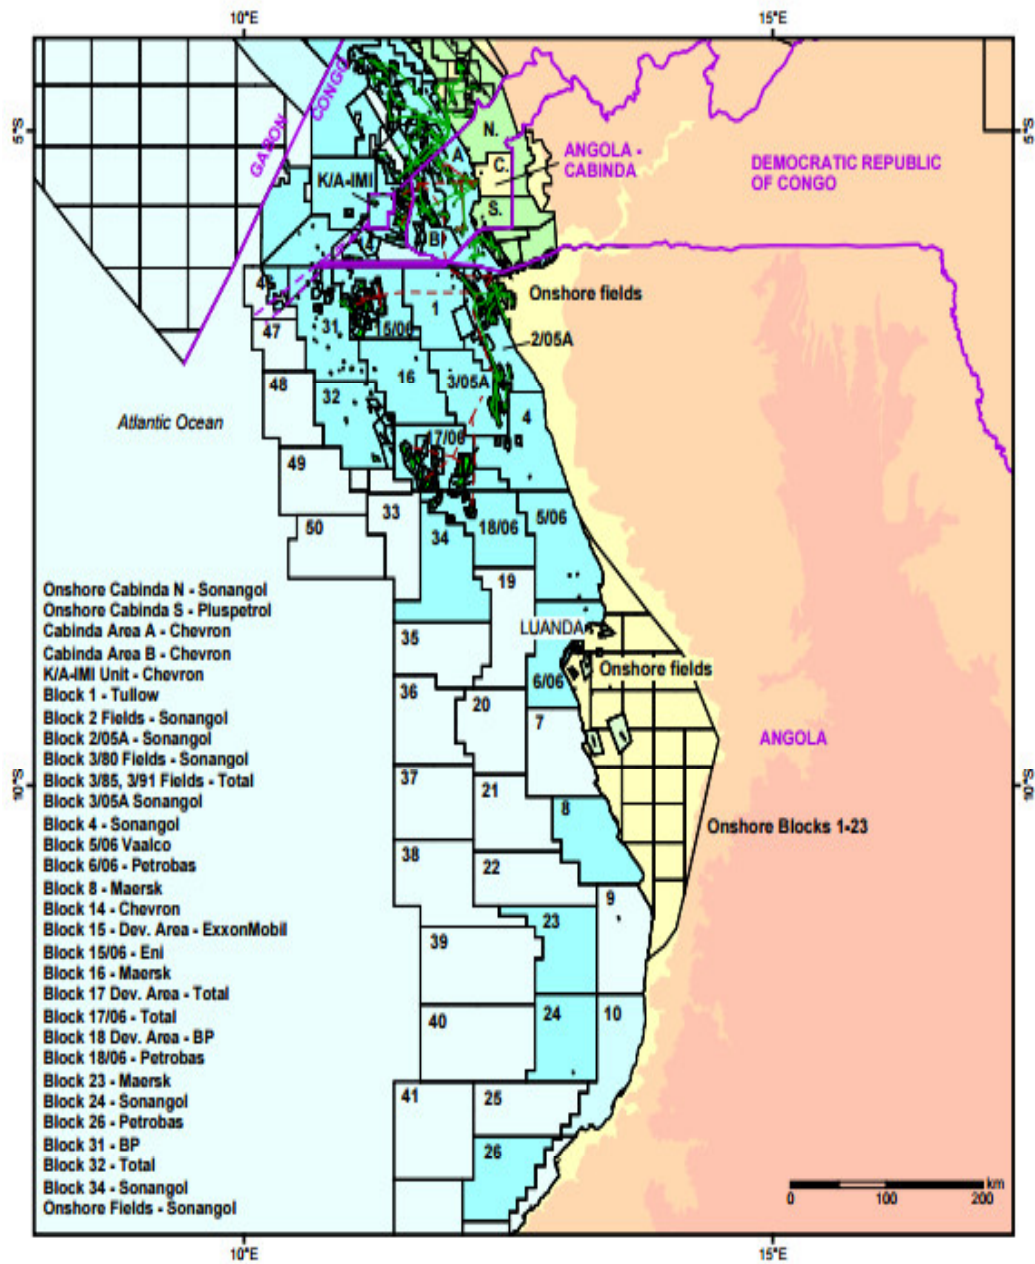 10°E
15°E
5°S
5°S
GABON
CONGO
N.
A
C.
ANGOLA -
CABINDA
DEMOCRATIC REPUBLIC
OF CONGO
K/A-IMI
S.
B
Onshore fields
1
31
15/06
47
2/05A
16
3/05A
48
32
4
Atlantic Ocean
17/06
49
33
5/06
50
34
18/06
19
LUANDA
35
Onshore fields
6/06
36
20
7
ANGOLA
37
21
8
10°S
10°S
Onshore Blocks 1-23
38
22
9
23
39
24
10
40
41
25
26
Onshore Cabinda N - Sonangol
Onshore Cabinda S - Pluspetrol
Cabinda Area A - Chevron
Cabinda Area B - Chevron
K/A-IMI Unit - Chevron
Block 1 - Tullow
Block 2 Fields - Sonangol
Block 2/05A - Sonangol
Block 3/80 Fields - Sonangol
Block 3/85, 3/91 Fields - Total
Block 3/05A Sonangol
Block 4 - Sonangol
Block 5/06 Vaalco
Block 6/06 - Petrobas
Block 8 - Maersk
Block 14 - Chevron
Block 15 - Dev. Area - ExxonMobil
Block 15/06 - Eni
Block 16 - Maersk
Block 17 Dev. Area - Total
Block 17/06 - Total
Block 18 Dev. Area - BP
Block 18/06 - Petrobas
Block 23 - Maersk
Block 24 - Sonangol
Block 26 - Petrobas
Block 31 - BP
Block 32 - Total
Block 34 - Sonangol
Onshore Fields - Sonangol
km
0 100 200
10°E
15°E